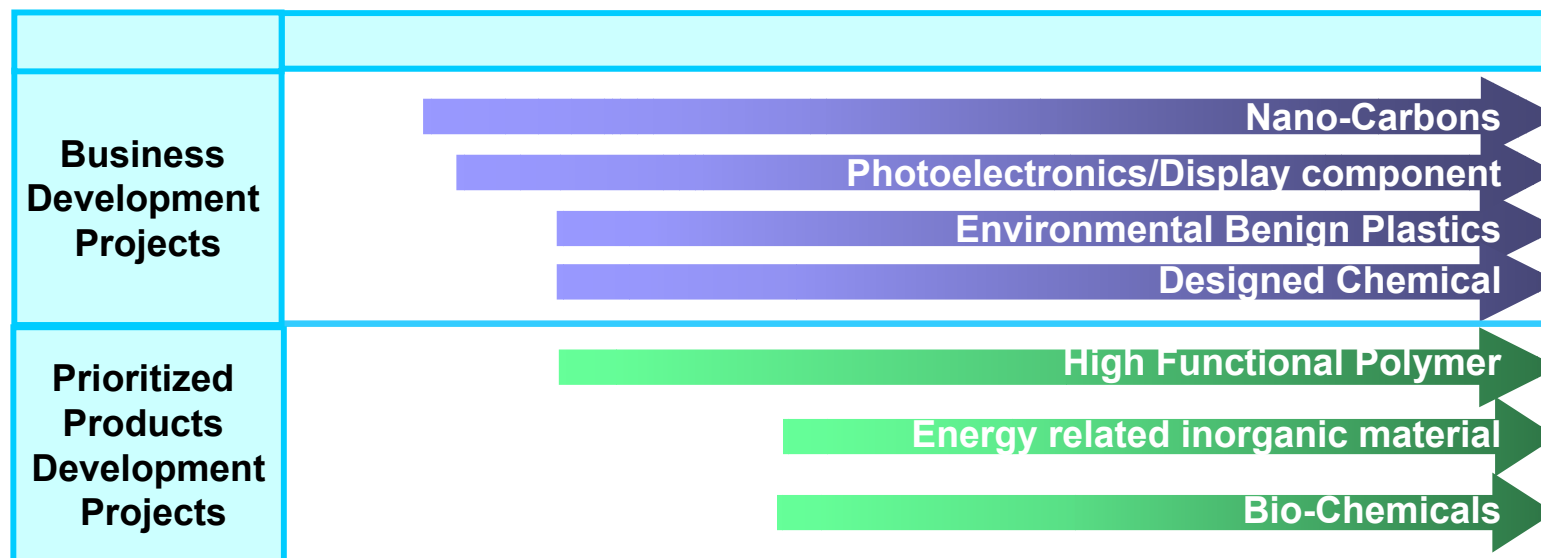 Business
Development
Projects
Nano-Carbons
Photoelectronics/Display component
Environmental Benign Plastics
Designed Chemical
Prioritized
Products
Development
Projects
High Functional Polymer
Energy related inorganic material
Bio-Chemicals